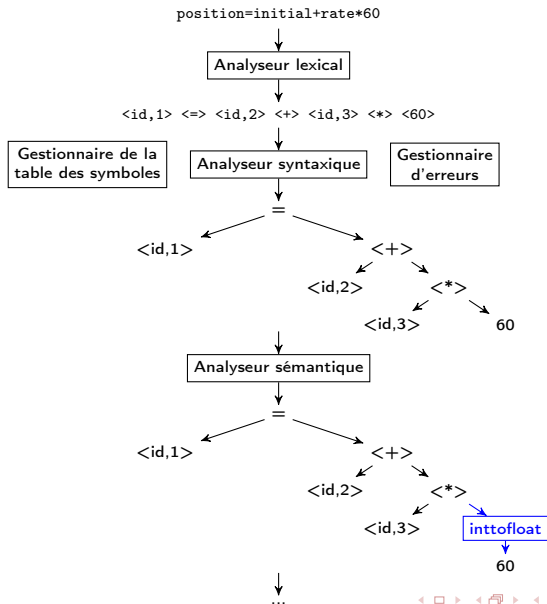 position=initial+rate*60
Analyseur lexical
<id,1> <=> <id,2> <+> <id,3> <*> <60>
Gestionnaire de la
table des symboles
Analyseur syntaxique
Gestionnaire
d'erreurs
=
<id,1>
<+>
<id,2>
<*>
<id,3>
60
Analyseur sémantique
=
<id,1>
<+>
<id,2>
<*>
<id,3>
inttofloat
60
...